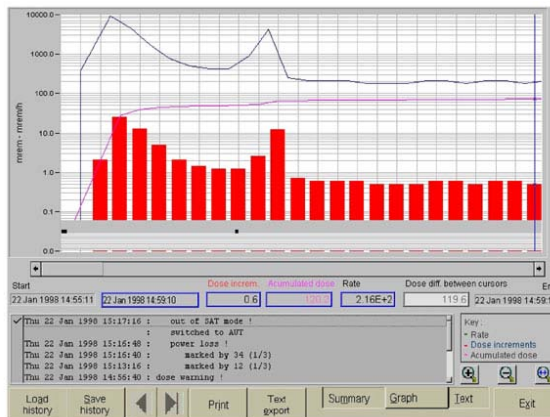 10000.0
1000.0
100.0
10.0
1.0
0.1
0.0
mrem - mrem/h
Start Dose increm. Acumulated dose Rate Dose diff. between cursors
22 Jan 1998 14:55:11 22 Jan 1998 14:59:10 0.6 120.2 2.16E+2 119.6 22 Jan 1998
Thu 22 Jan 1998 15:17:16 : out of SAT mode !
: switched to AUT
Thu 22 Jan 1998 15:16:48 : power loss !
Thu 22 Jan 1998 15:16:40 : marked by 34 (1/3)
Thu 22 Jan 1998 15:13:16 : marked by 12 (1/3)
Thu 22 Jan 1998 14:56:40 : dose warning !
Key:
- Rate
- Dose increments
- Acumulated dose
Load history
Save history
Print
Text export
Summary
Graph
Text
Exit